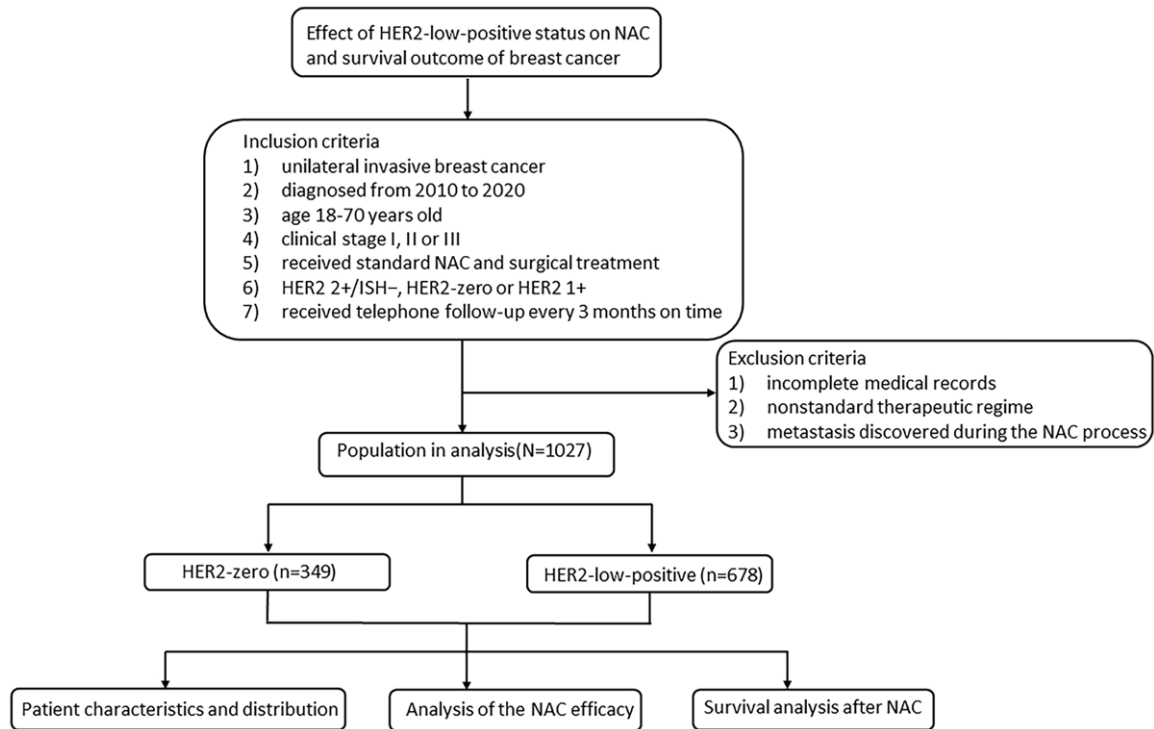 Effect of HER2-low-positive status on NAC
and survival outcome of breast cancer
Inclusion criteria
1) unilateral invasive breast cancer
2) diagnosed from 2010 to 2020
3) age 18-70 years old
4) clinical stage I, II or III
5) received standard NAC and surgical treatment
6) HER2 2+/ISH−, HER2-zero or HER2 1+
7) received telephone follow-up every 3 months on time
Exclusion criteria
1) incomplete medical records
2) nonstandard therapeutic regime
3) metastasis discovered during the NAC process
Population in analysis(N=1027)
HER2-zero (n=349)
HER2-low-positive (n=678)
Patient characteristics and distribution
Analysis of the NAC efficacy
Survival analysis after NAC